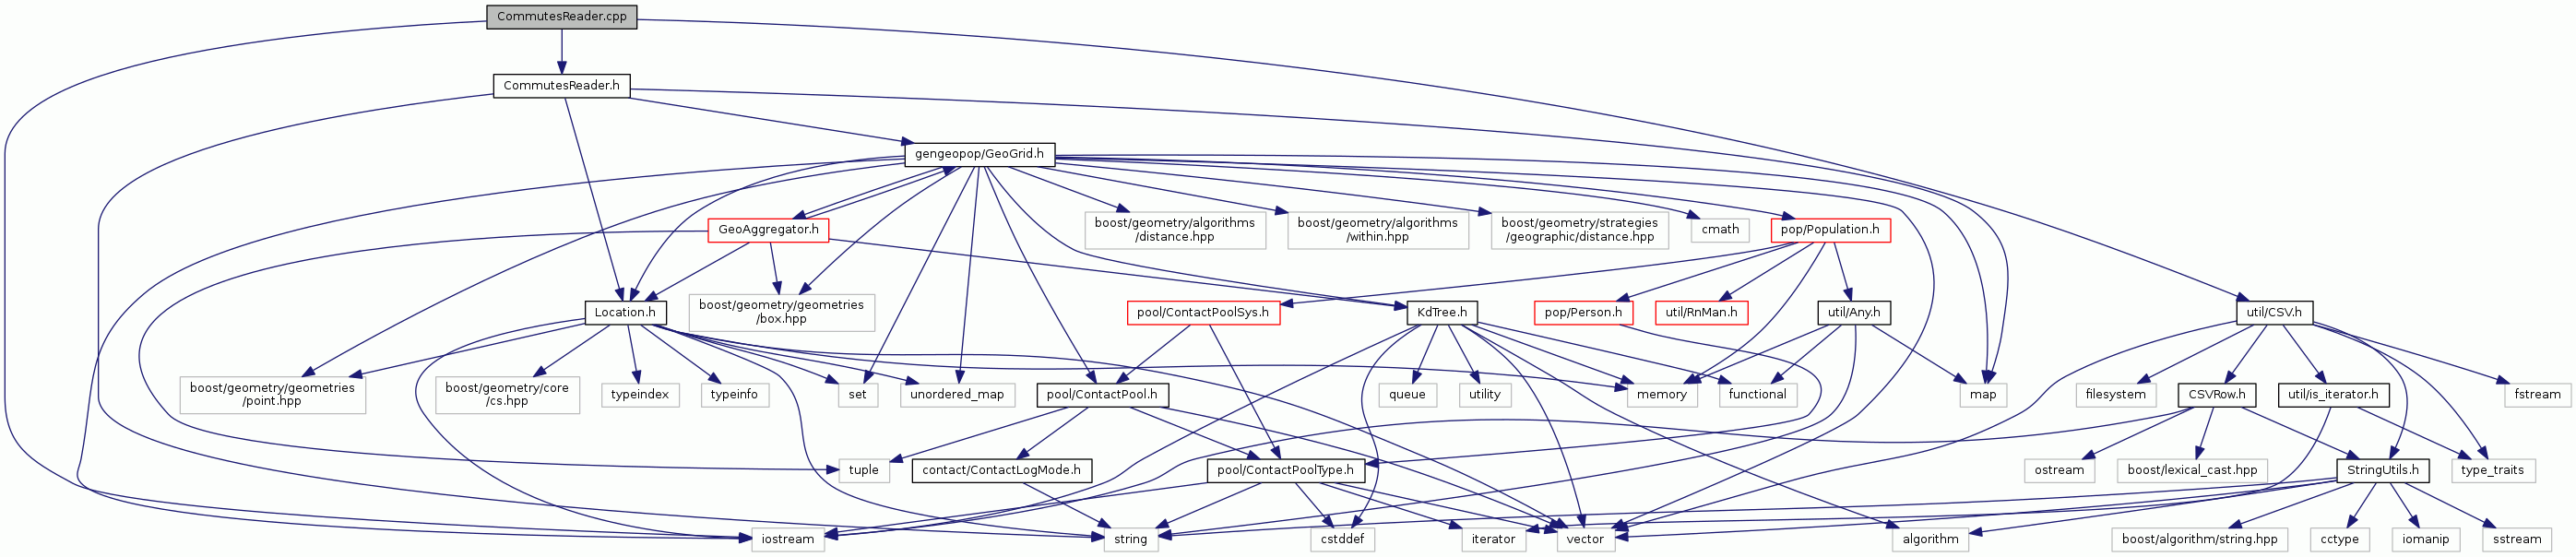 CommutesReader.cpp
CommutesReader.h
gengeopop/GeoGrid.h
GeoAggregator.h
boost/geometry/algorithms
/distance.hpp
boost/geometry/algorithms
/within.hpp
boost/geometry/strategies
/geographic/distance.hpp
cmath
pop/Population.h
boost/geometry/geometries
/box.hpp
Location.h
pool/ContactPoolSys.h
KdTree.h
pop/Person.h
util/RnMan.h
util/Any.h
util/CSV.h
boost/geometry/geometries
/point.hpp
boost/geometry/core
/cs.hpp
typeindex
typeinfo
set
unordered_map
pool/ContactPool.h
queue
utility
memory
functional
map
filesystem
CSVRow.h
util/is_iterator.h
fstream
tuple
contact/ContactLogMode.h
pool/ContactPoolType.h
ostream
boost/lexical_cast.hpp
StringUtils.h
type_traits
iostream
string
cstddef
iterator
vector
algorithm
boost/algorithm/string.hpp
cctype
iomanip
sstream